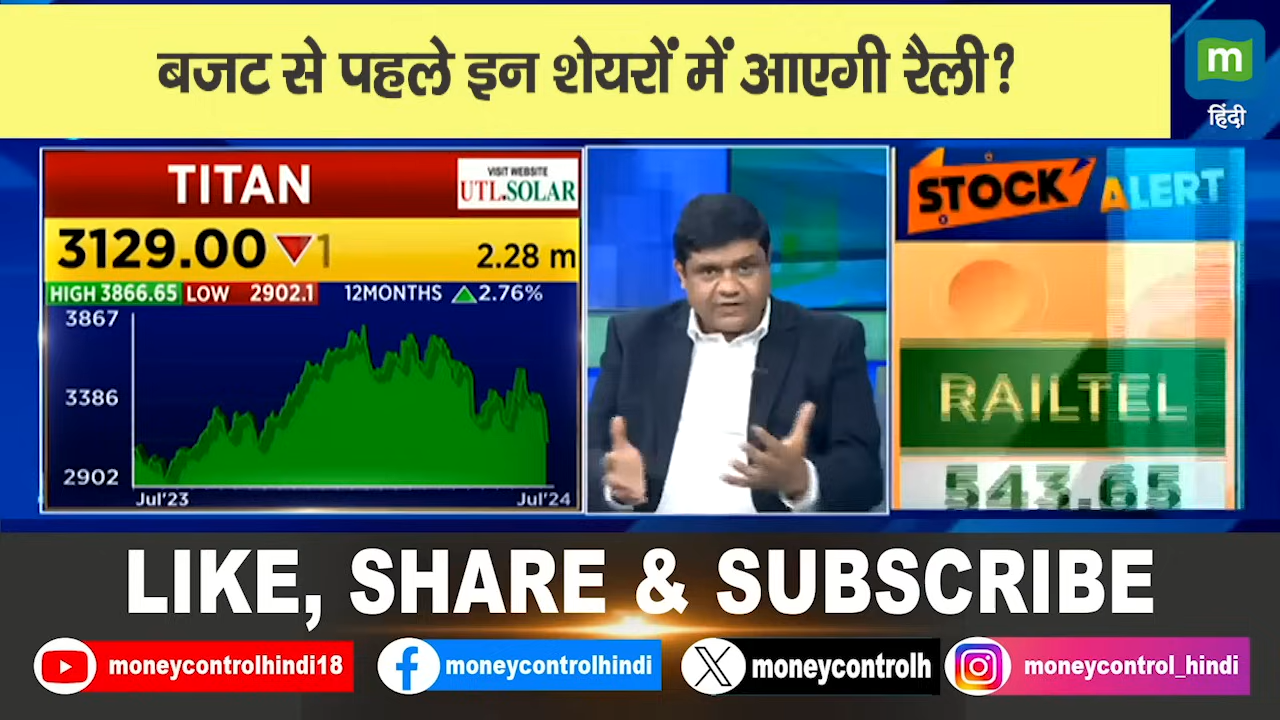 बजट से पहले इन शेयरों में आएगी रैली?
m
हिंदी
TITAN
VISIT WEBSITE
UTL.SOLAR
3129.00 ▼1
2.28 m
HIGH 3866.65 LOW 2902.1 12MONTHS ▲2.76%
3867
3386
2902
Jul'23
Jul'24
STOCK ALERT
RAILTEL
543.65
LIKE, SHARE & SUBSCRIBE
moneycontrolhindi18
moneycontrolhindi
moneycontrolh
moneycontrol_hindi